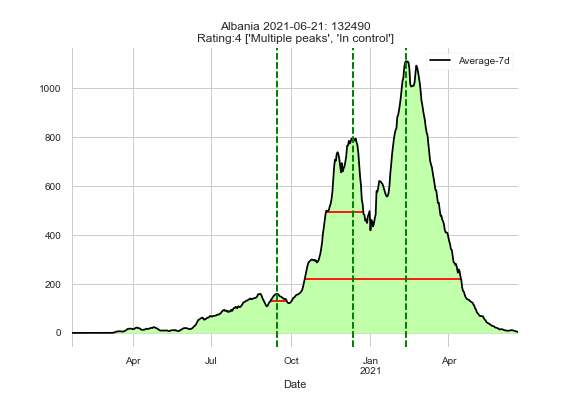 Albania 2021-06-21: 132490
Rating:4 ['Multiple peaks', 'In control']
Average-7d
1000
800
600
400
200
0
Apr
Jul
Oct
Jan
2021
Apr
Date